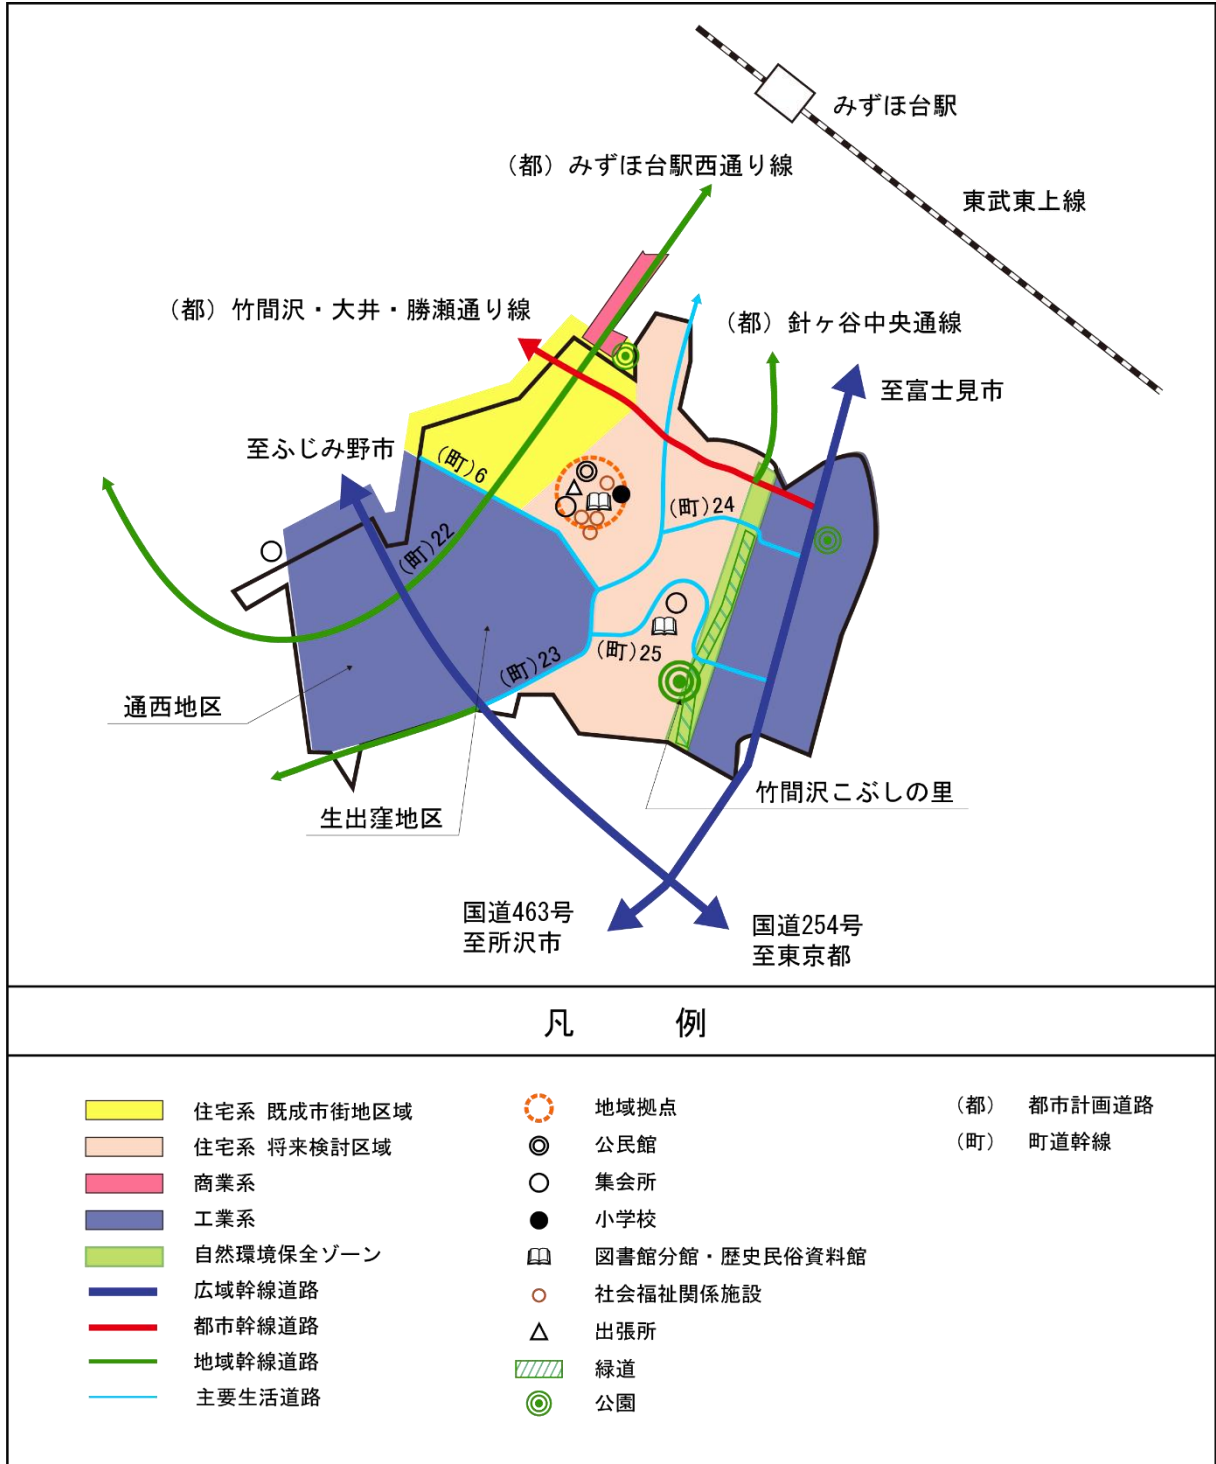 みずほ台駅
（都）みずほ台駅西通り線
東武東上線
（都）竹間沢・大井・勝瀬通り線
（都）針ヶ谷中央通線
至富士見市
至ふじみ野市
（町）6
（町）24
（町）22
（町）25
（町）23
通西地区
生出窪地区
竹間沢こぶしの里
国道463号
至所沢市
国道254号
至東京都
凡　例
住宅系 既成市街地区域
住宅系 将来検討区域
商業系
工業系
自然環境保全ゾーン
広域幹線道路
都市幹線道路
地域幹線道路
主要生活道路
地域拠点
公民館
集会所
小学校
図書館分館・歴史民俗資料館
社会福祉関係施設
出張所
緑道
公園
（都）　都市計画道路
（町）　町道幹線